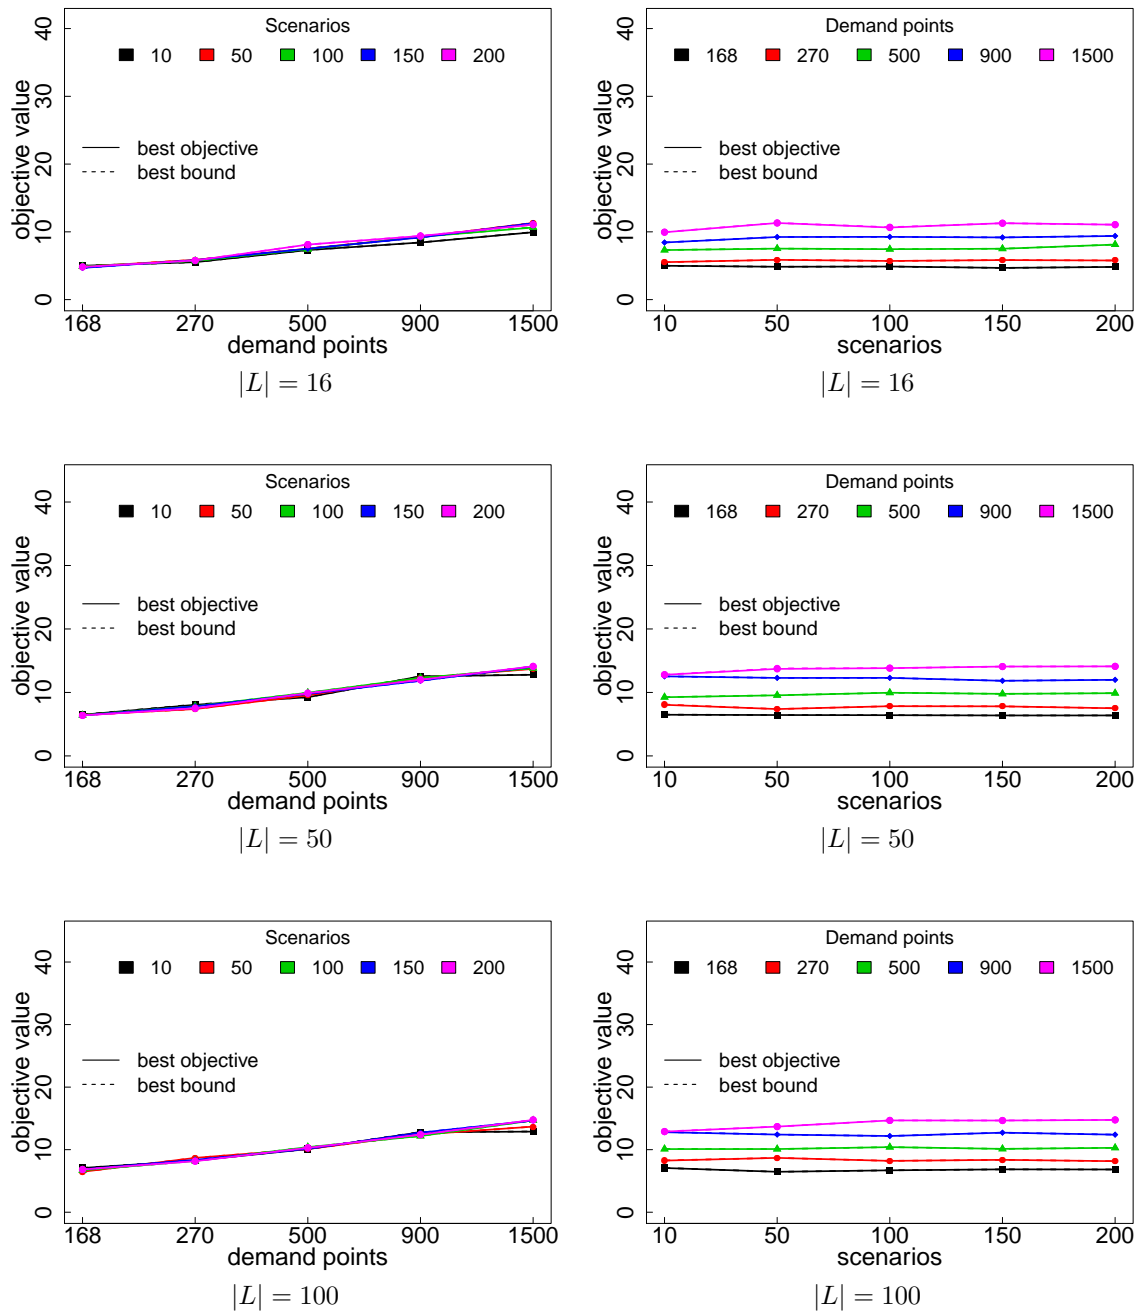 Scenarios
10 50 100 150 200
best objective
best bound
objective value
0 10 20 30 40
168 270 500 900 1500
demand points
|L| = 16
Demand points
168 270 500 900 1500
best objective
best bound
objective value
0 10 20 30 40
10 50 100 150 200
scenarios
|L| = 16
Scenarios
10 50 100 150 200
best objective
best bound
objective value
0 10 20 30 40
168 270 500 900 1500
demand points
|L| = 50
Demand points
168 270 500 900 1500
best objective
best bound
objective value
0 10 20 30 40
10 50 100 150 200
scenarios
|L| = 50
Scenarios
10 50 100 150 200
best objective
best bound
objective value
0 10 20 30 40
168 270 500 900 1500
demand points
|L| = 100
Demand points
168 270 500 900 1500
best objective
best bound
objective value
0 10 20 30 40
10 50 100 150 200
scenarios
|L| = 100